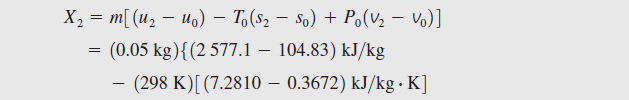 X₂ = m[(u₂ − u₀) − T₀(s₂ − s₀) + P₀(v₂ − v₀)]
= (0.05 kg){(2 577.1 − 104.83) kJ/kg
− (298 K)[(7.2810 − 0.3672) kJ/kg · K]